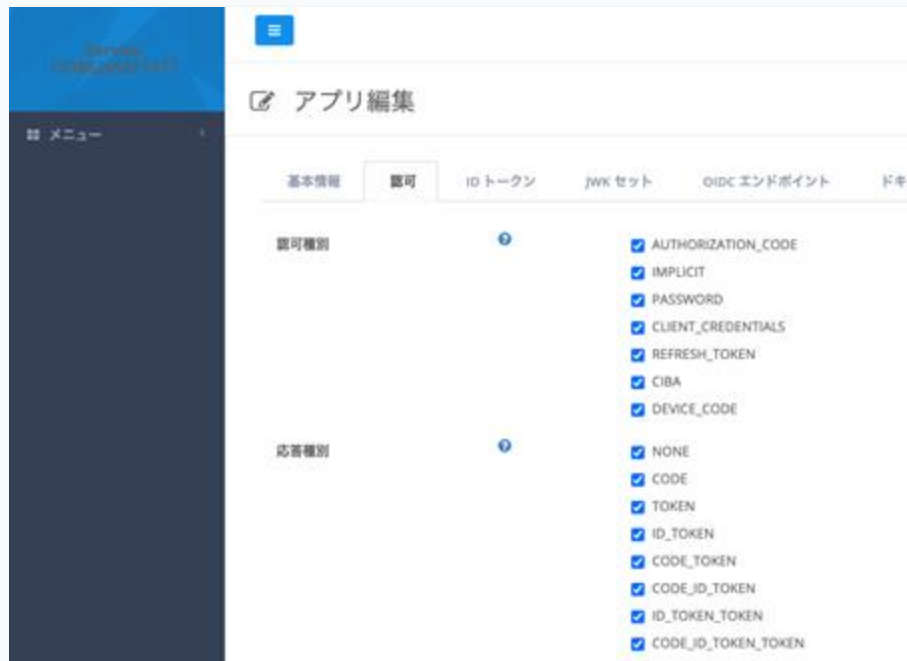 アプリ編集
メニュー
基本情報 認可 ID トークン JWK セット OIDC エンドポイント ドキ
認可種別
AUTHORIZATION_CODE
IMPLICIT
PASSWORD
CLIENT_CREDENTIALS
REFRESH_TOKEN
CIBA
DEVICE_CODE
応答種別
NONE
CODE
TOKEN
ID_TOKEN
CODE_TOKEN
CODE_ID_TOKEN
ID_TOKEN_TOKEN
CODE_ID_TOKEN_TOKEN